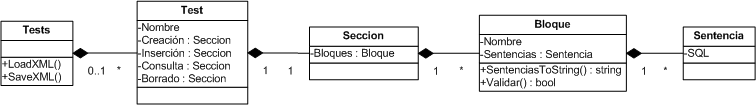 Tests
+LoadXML()
+SaveXML()
0..1
*
Test
-Nombre
-Creación : Seccion
-Inserción : Seccion
-Consulta : Seccion
-Borrado : Seccion
1
1
Seccion
-Bloques : Bloque
1
*
Bloque
-Nombre
-Sentencias : Sentencia
+SentenciasToString() : string
+Validar() : bool
1
*
Sentencia
-SQL